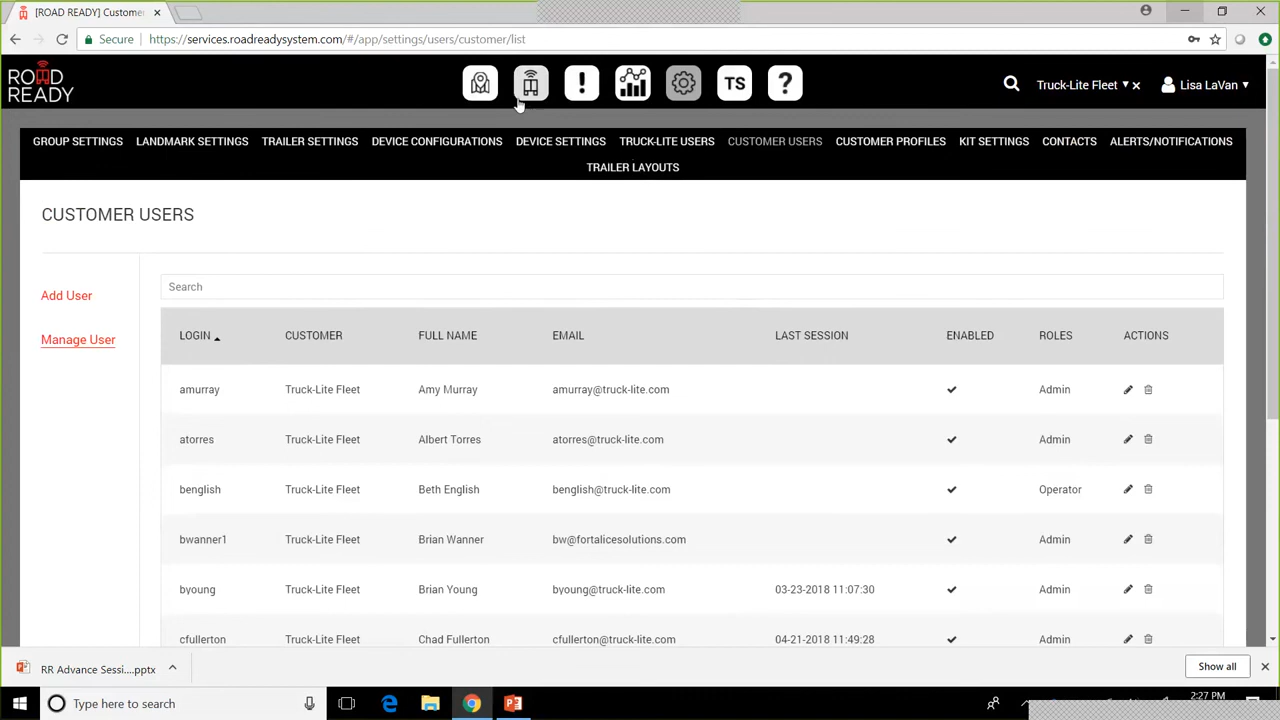 [ROAD READY] Custome
Secure https://services.roadreadysystem.com/#/app/settings/users/customer/list
ROAD READY
! TS ?
Truck-Lite Fleet
Lisa LaVan
GROUP SETTINGS LANDMARK SETTINGS TRAILER SETTINGS DEVICE CONFIGURATIONS DEVICE SETTINGS TRUCK-LITE USERS CUSTOMER USERS CUSTOMER PROFILES KIT SETTINGS CONTACTS ALERTS/NOTIFICATIONS
TRAILER LAYOUTS
CUSTOMER USERS
Add User
Manage User
Search
LOGIN CUSTOMER FULL NAME EMAIL LAST SESSION ENABLED ROLES ACTIONS
amurray Truck-Lite Fleet Amy Murray amurray@truck-lite.com Admin
atorres Truck-Lite Fleet Albert Torres atorres@truck-lite.com Admin
benglish Truck-Lite Fleet Beth English benglish@truck-lite.com Operator
bwanner1 Truck-Lite Fleet Brian Wanner bw@fortalicesolutions.com Admin
byoung Truck-Lite Fleet Brian Young byoung@truck-lite.com 03-23-2018 11:07:30 Admin
cfullerton Truck-Lite Fleet Chad Fullerton cfullerton@truck-lite.com 04-21-2018 11:49:28 Admin
RR Advance Sessi....pptx
Show all
Type here to search
2:27 PM